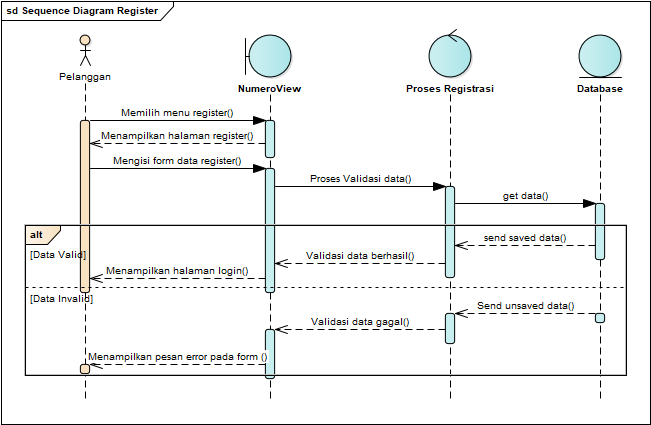 sd Sequence Diagram Register
Pelanggan
NumeroView
Proses Registrasi
Database
Memilih menu register()
Menampilkan halaman register()
Mengisi form data register()
Proses Validasi data()
get data()
alt
send saved data()
[Data Valid]
Validasi data berhasil()
Menampilkan halaman login()
[Data Invalid]
Send unsaved data()
Validasi data gagal()
Menampilkan pesan error pada form ()